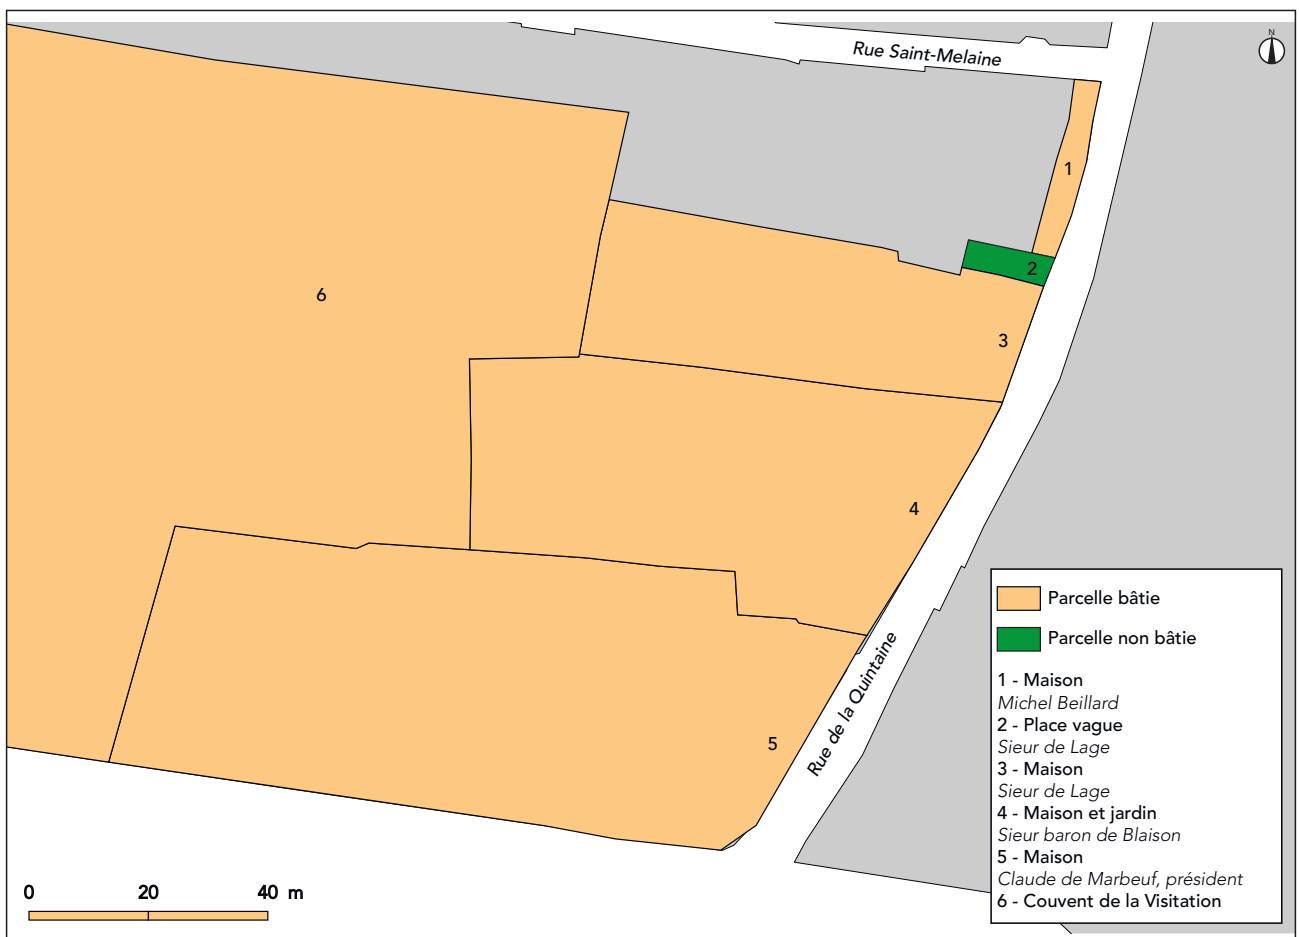 N
Rue Saint-Melaine
1
2
3
6
4
5
Rue de la Quintaine
Parcelle bâtie
Parcelle non bâtie
1 - Maison
Michel Beillard
2 - Place vague
Sieur de Lage
3 - Maison
Sieur de Lage
4 - Maison et jardin
Sieur baron de Blaison
5 - Maison
Claude de Marbeuf, président
6 - Couvent de la Visitation
0 20 40 m